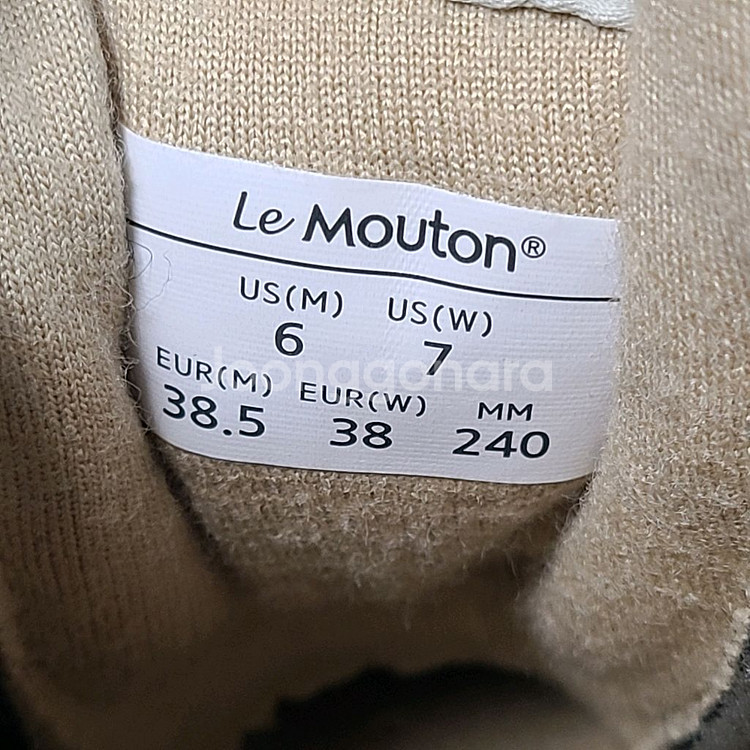 Le Mouton®
US(M) US(W)
6 7
EUR(M) EUR(W) MM
38.5 38 240